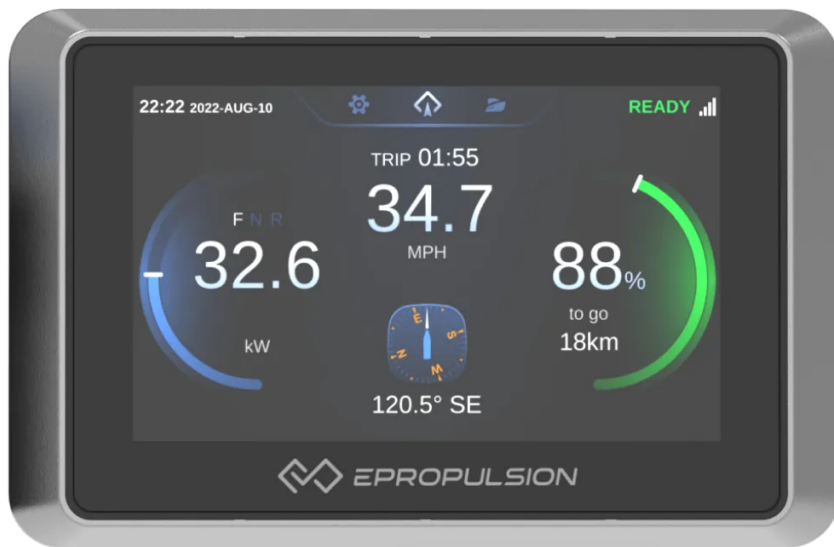 22:22 2022-AUG-10
READY
TRIP 01:55
34.7
MPH
F N R
32.6
kW
88%
to go
18km
E
S
N
W
120.5° SE
EPROPULSION